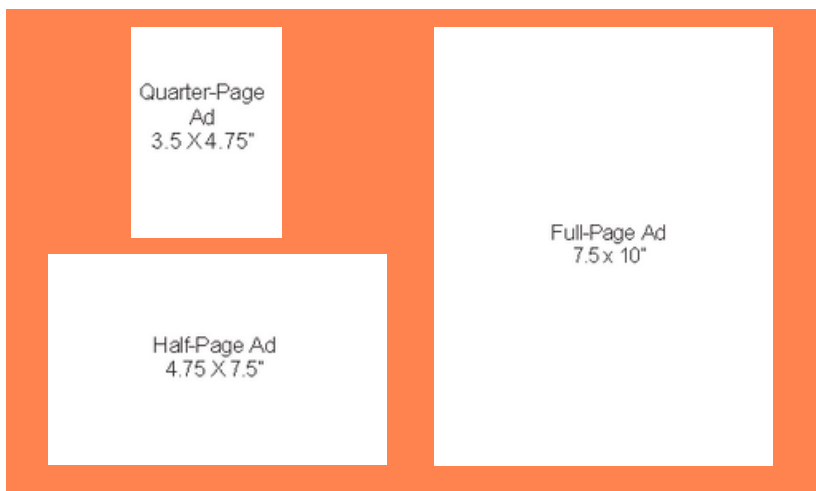 Quarter-Page
Ad
3.5 X 4.75"
Full-Page Ad
7.5 x 10"
Half-Page Ad
4.75 X 7.5"